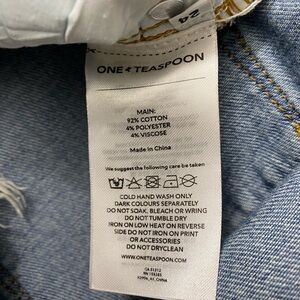 24
ONE★TEASPOON
MAIN:
92% COTTON
4% POLYESTER
4% VISCOSE
Made in China
We suggest the following care be taken
COLD HAND WASH ONLY
DARK COLOURS SEPARATELY
DO NOT SOAK, BLEACH OR WRING
DO NOT TUMBLE DRY
IRON ON LOW HEAT ON REVERSE
SIDE DO NOT IRON ON PRINT
OR ACCESSORIES
DO NOT DRYCLEAN
WWW.ONETEASPOON.COM